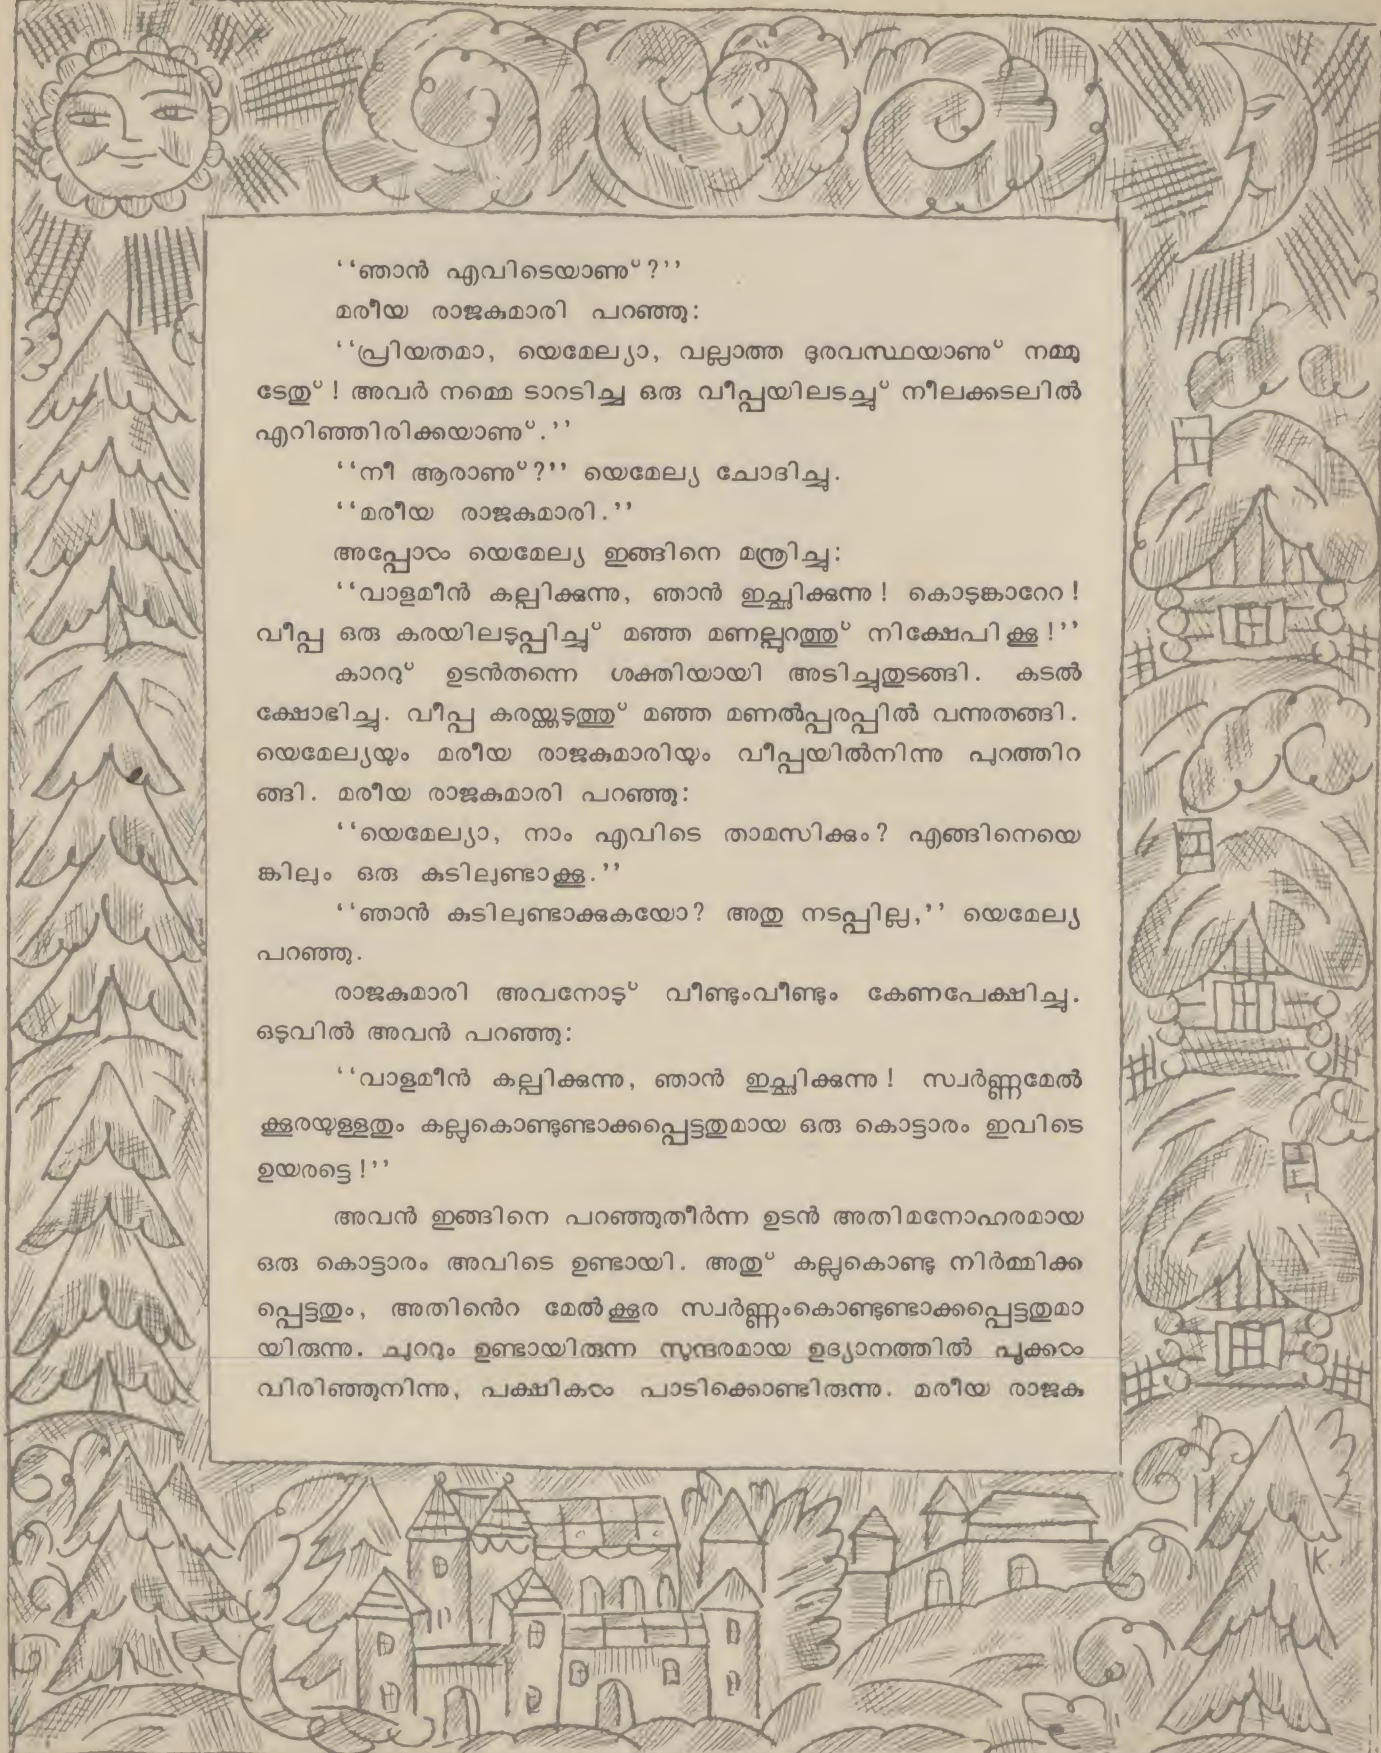 ‘‘ഞാൻ എവിടെയാണു്?’’
മരീയ രാജകുമാരി പറഞ്ഞു:
‘‘പ്രിയതമാ, യെമേല്യാ, വല്ലാത്ത ദുരവസ്ഥയാണു് നമ്മു
ടേതു്! അവർ നമ്മെ ടാറടിച്ച ഒരു വീപ്പയിലടച്ചു് നീലക്കടലിൽ
എറിഞ്ഞിരിക്കയാണു്.’’
‘‘നീ ആരാണു്?’’ യെമേല്യ ചോദിച്ചു.
‘‘മരീയ രാജകുമാരി.’’
അപ്പോൾ യെമേല്യ ഇങ്ങിനെ മന്ത്രിച്ചു:
‘‘വാളമീൻ കല്പിക്കുന്നു, ഞാൻ ഇച്ഛിക്കുന്നു! കൊടുങ്കാറേറ!
വീപ്പ ഒരു കരയിലടുപ്പിച്ചു് മഞ്ഞ മണല്പുറത്തു് നിക്ഷേപിക്കൂ!’’
കാററു് ഉടൻതന്നെ ശക്തിയായി അടിച്ചുതുടങ്ങി. കടൽ
ക്ഷോഭിച്ചു. വീപ്പ കരയ്ക്കടുത്തു് മഞ്ഞ മണൽപ്പരപ്പിൽ വന്നുതങ്ങി.
യെമേല്യയും മരീയ രാജകുമാരിയും വീപ്പയിൽനിന്നു പുറത്തിറ
ങ്ങി. മരീയ രാജകുമാരി പറഞ്ഞു:
‘‘യെമേല്യാ, നാം എവിടെ താമസിക്കും? എങ്ങിനെയെ
ങ്കിലും ഒരു കുടിലുണ്ടാക്കൂ.’’
‘‘ഞാൻ കുടിലുണ്ടാക്കുകയോ? അതു നടപ്പില്ല,’’ യെമേല്യ
പറഞ്ഞു.
രാജകുമാരി അവനോടു് വീണ്ടുംവീണ്ടും കേണപേക്ഷിച്ചു.
ഒടുവിൽ അവൻ പറഞ്ഞു:
‘‘വാളമീൻ കല്പിക്കുന്നു, ഞാൻ ഇച്ഛിക്കുന്നു! സ്വർണ്ണമേൽ
ക്കൂരയുള്ളതും കല്ലുകൊണ്ടുണ്ടാക്കപ്പെട്ടതുമായ ഒരു കൊട്ടാരം ഇവിടെ
ഉയരട്ടെ!’’
അവൻ ഇങ്ങിനെ പറഞ്ഞുതീർന്ന ഉടൻ അതിമനോഹരമായ
ഒരു കൊട്ടാരം അവിടെ ഉണ്ടായി. അതു് കല്ലുകൊണ്ടു നിർമ്മിക്ക
പ്പെട്ടതും, അതിൻെറ മേൽക്കൂര സ്വർണ്ണംകൊണ്ടുണ്ടാക്കപ്പെട്ടതുമാ
യിരുന്നു. ചുററും ഉണ്ടായിരുന്ന സുന്ദരമായ ഉദ്യാനത്തിൽ പൂക്കൾ
വിരിഞ്ഞുനിന്നു, പക്ഷികൾ പാടിക്കൊണ്ടിരുന്നു. മരീയ രാജകു
K.